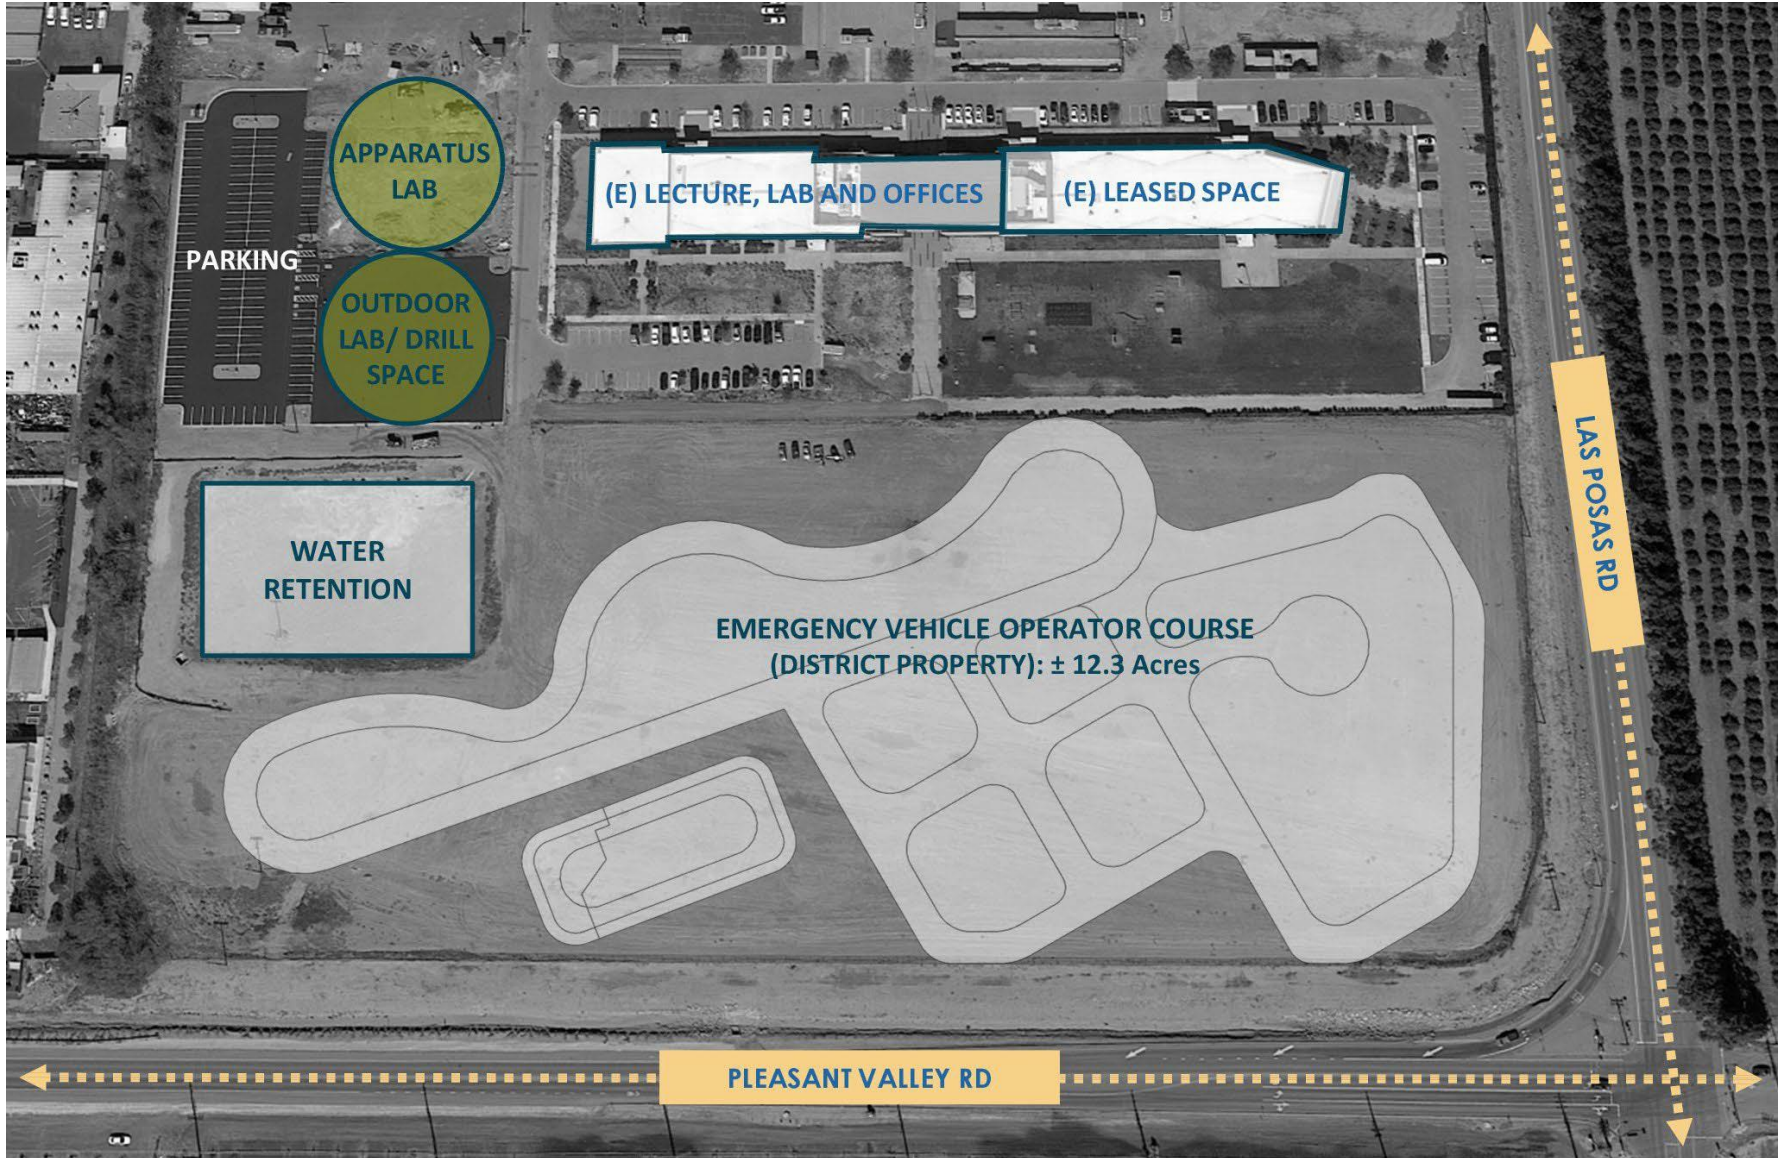 APPARATUS
LAB
(E) LECTURE, LAB AND OFFICES
(E) LEASED SPACE
PARKING
OUTDOOR
LAB/ DRILL
SPACE
LAS POSAS RD
WATER
RETENTION
EMERGENCY VEHICLE OPERATOR COURSE
(DISTRICT PROPERTY): ± 12.3 Acres
PLEASANT VALLEY RD